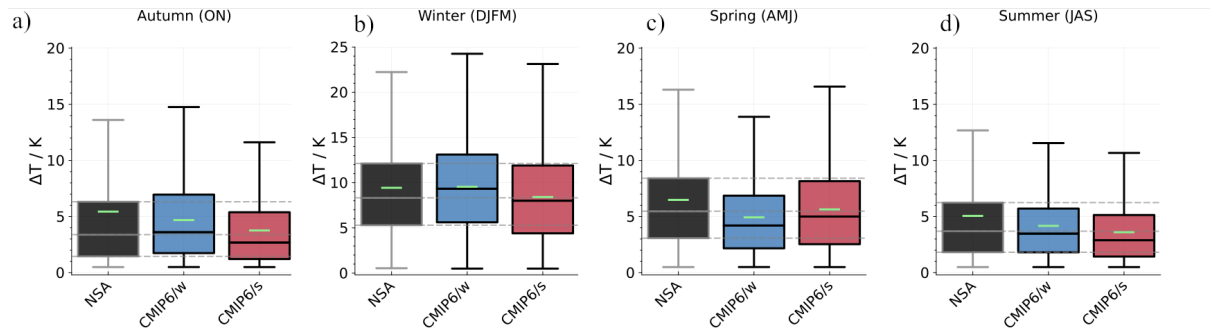 a) Autumn (ON)
ΔT / K
20
15
10
5
0
NSA
CMIP6/w
CMIP6/s
b) Winter (DJFM)
ΔT / K
25
20
15
10
5
0
NSA
CMIP6/w
CMIP6/s
c) Spring (AMJ)
ΔT / K
20
15
10
5
0
NSA
CMIP6/w
CMIP6/s
d) Summer (JAS)
ΔT / K
20
15
10
5
0
NSA
CMIP6/w
CMIP6/s